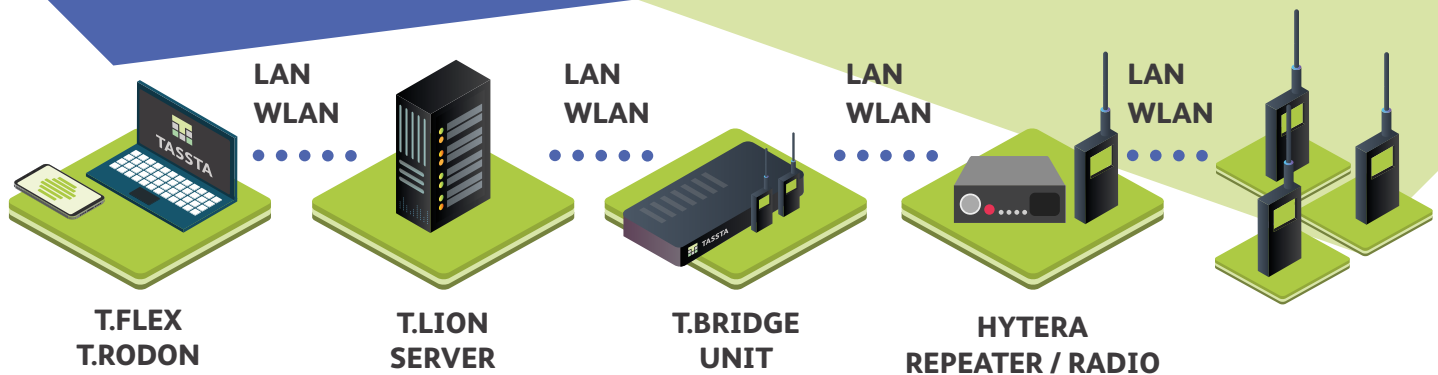 LAN
WLAN
LAN
WLAN
LAN
WLAN
LAN
WLAN
TASSTA
TASSTA
T.FLEX
T.RODON
T.LION
SERVER
T.BRIDGE
UNIT
HYTERA
REPEATER / RADIO